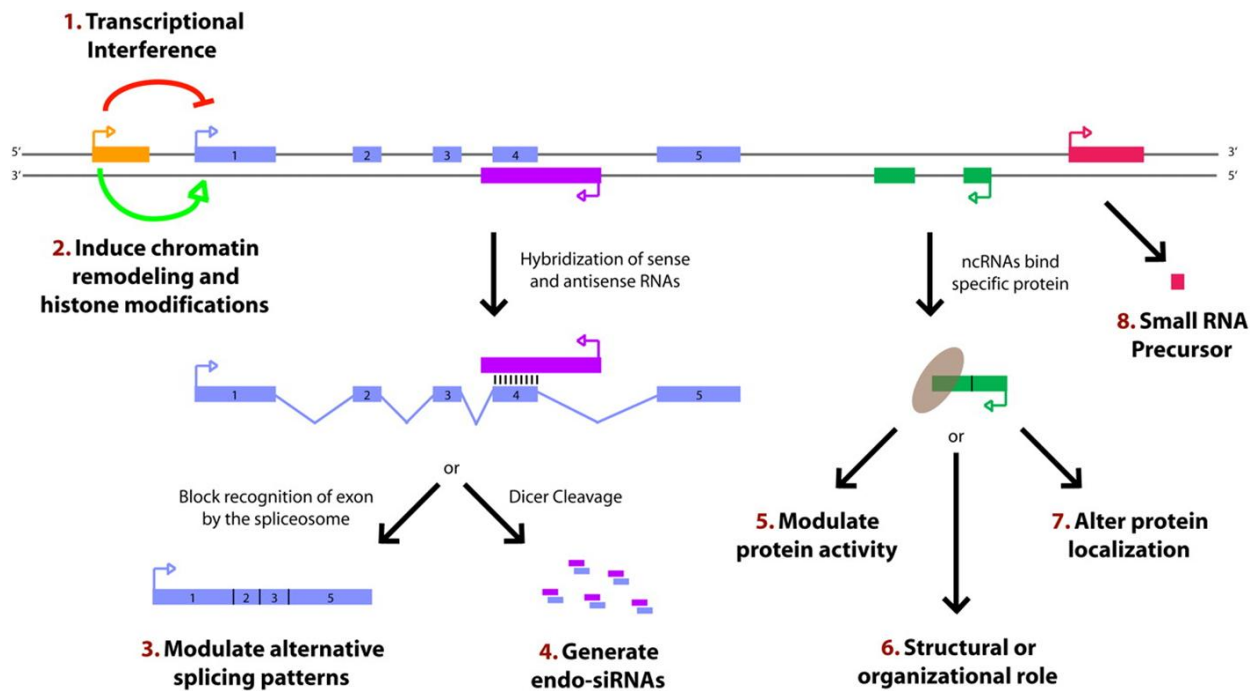 1. Transcriptional
Interference
5'
1
2
3
4
5
3'
3'
5'
2. Induce chromatin
remodeling and
histone modifications
Hybridization of sense
and antisense RNAs
ncRNAs bind
specific protein
8. Small RNA
Precursor
1
2
3
4
5
or
or
Block recognition of exon
by the spliceosome
Dicer Cleavage
5. Modulate
protein activity
7. Alter protein
localization
1
2
3
5
3. Modulate alternative
splicing patterns
4. Generate
endo-siRNAs
6. Structural or
organizational role